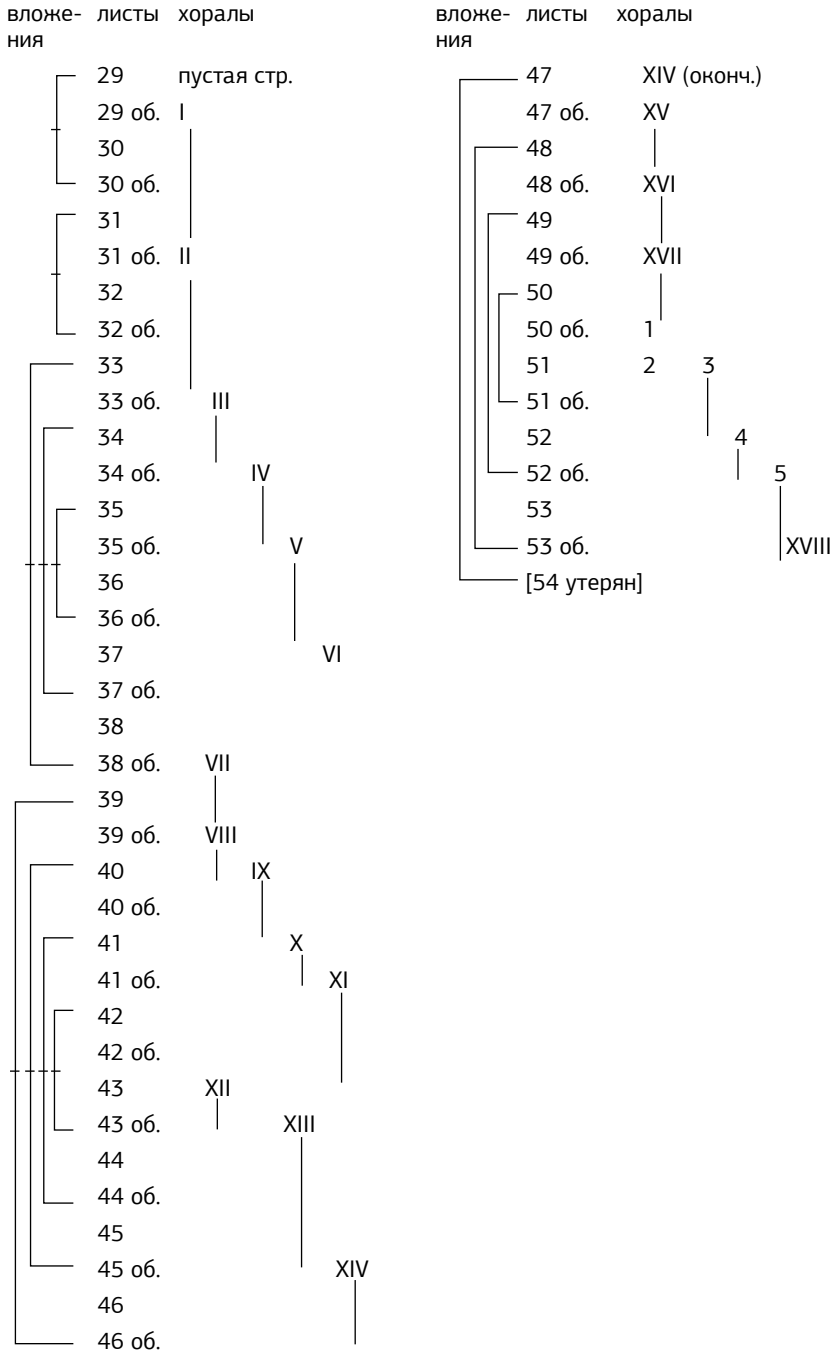 вложе- листы хоралы
ния
29 пустая стр.
29 об. I
30
30 об.
31
31 об. II
32
32 об.
33
33 об. III
34
34 об. IV
35
35 об. V
36
36 об.
37 VI
37 об.
38
38 об. VII
39
39 об. VIII
40 IX
40 об.
41 X
41 об. XI
42
42 об.
43 XII
43 об. XIII
44
44 об.
45
45 об. XIV
46
46 об.
вложе- листы хоралы
ния
47 XIV (оконч.)
47 об. XV
48
48 об. XVI
49
49 об. XVII
50
50 об. 1
51 2 3
51 об.
52 4
52 об. 5
53
53 об. XVIII
[54 утерян]